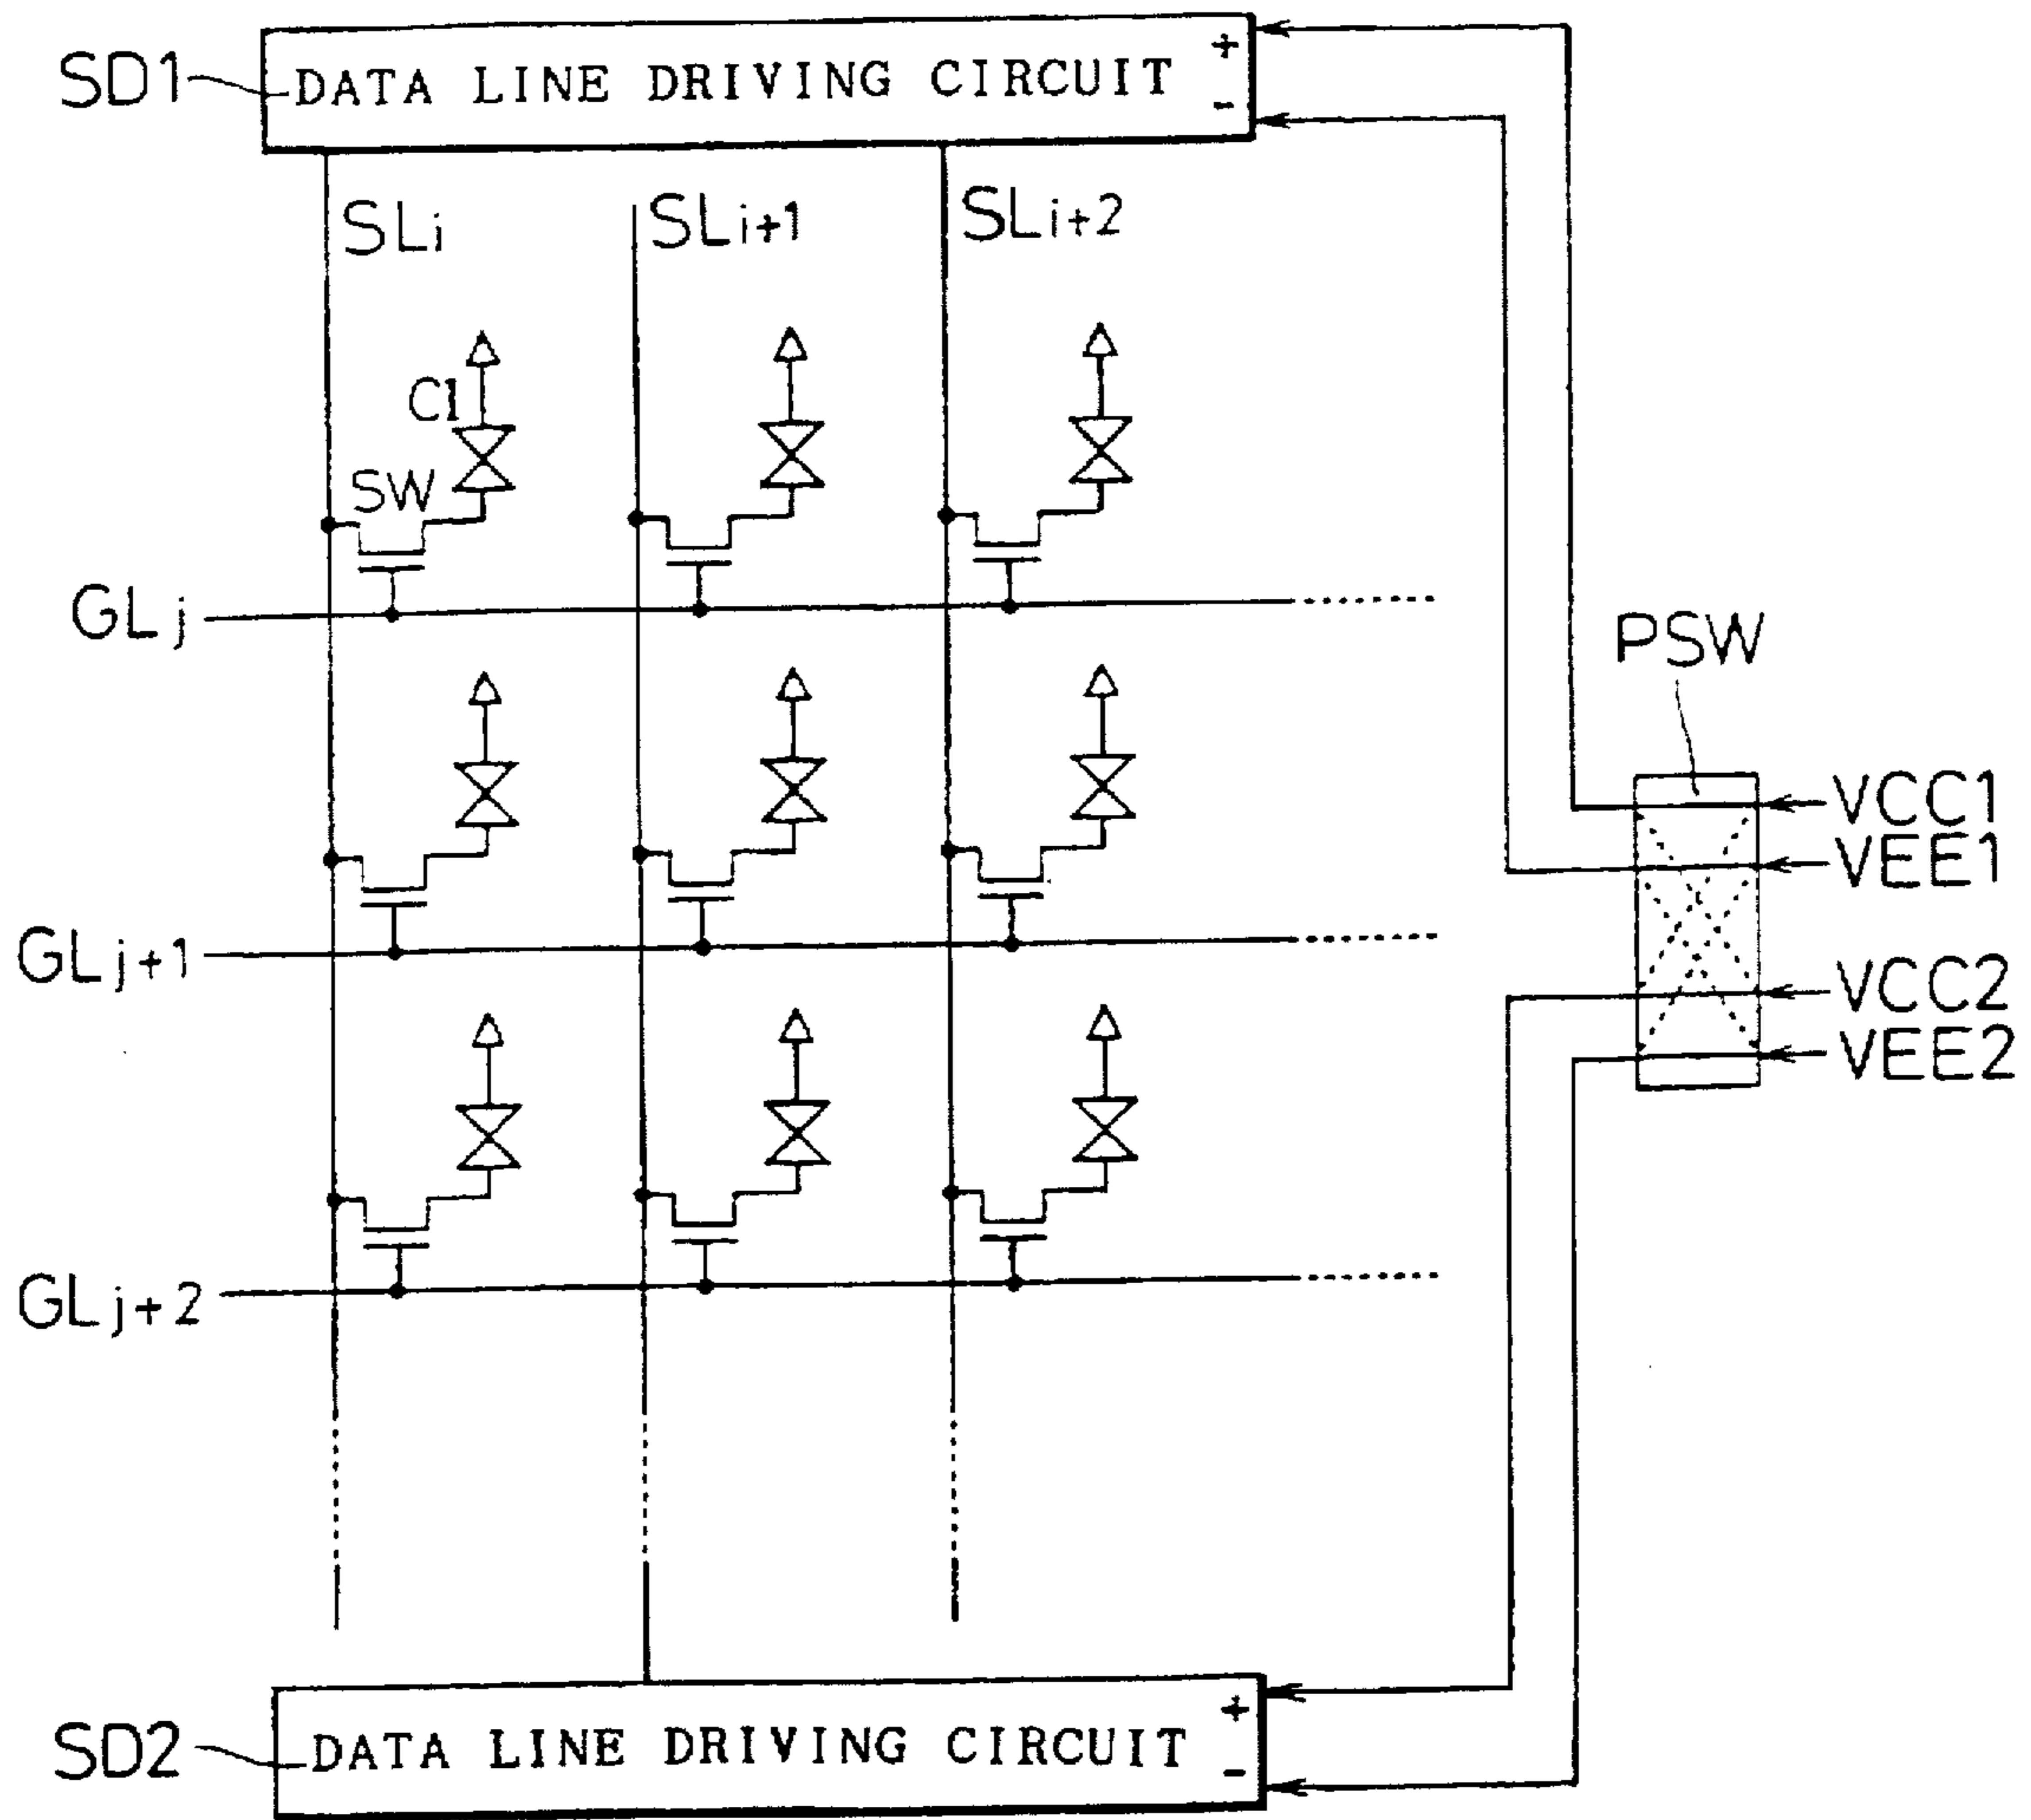 SD1
DATA LINE DRIVING CIRCUIT
+
-
SLi
SLi+1
SLi+2
Cl
SW
GLj
PSW
VCC1
VEE1
GLj+1
VCC2
VEE2
GLj+2
SD2
DATA LINE DRIVING CIRCUIT
+
-